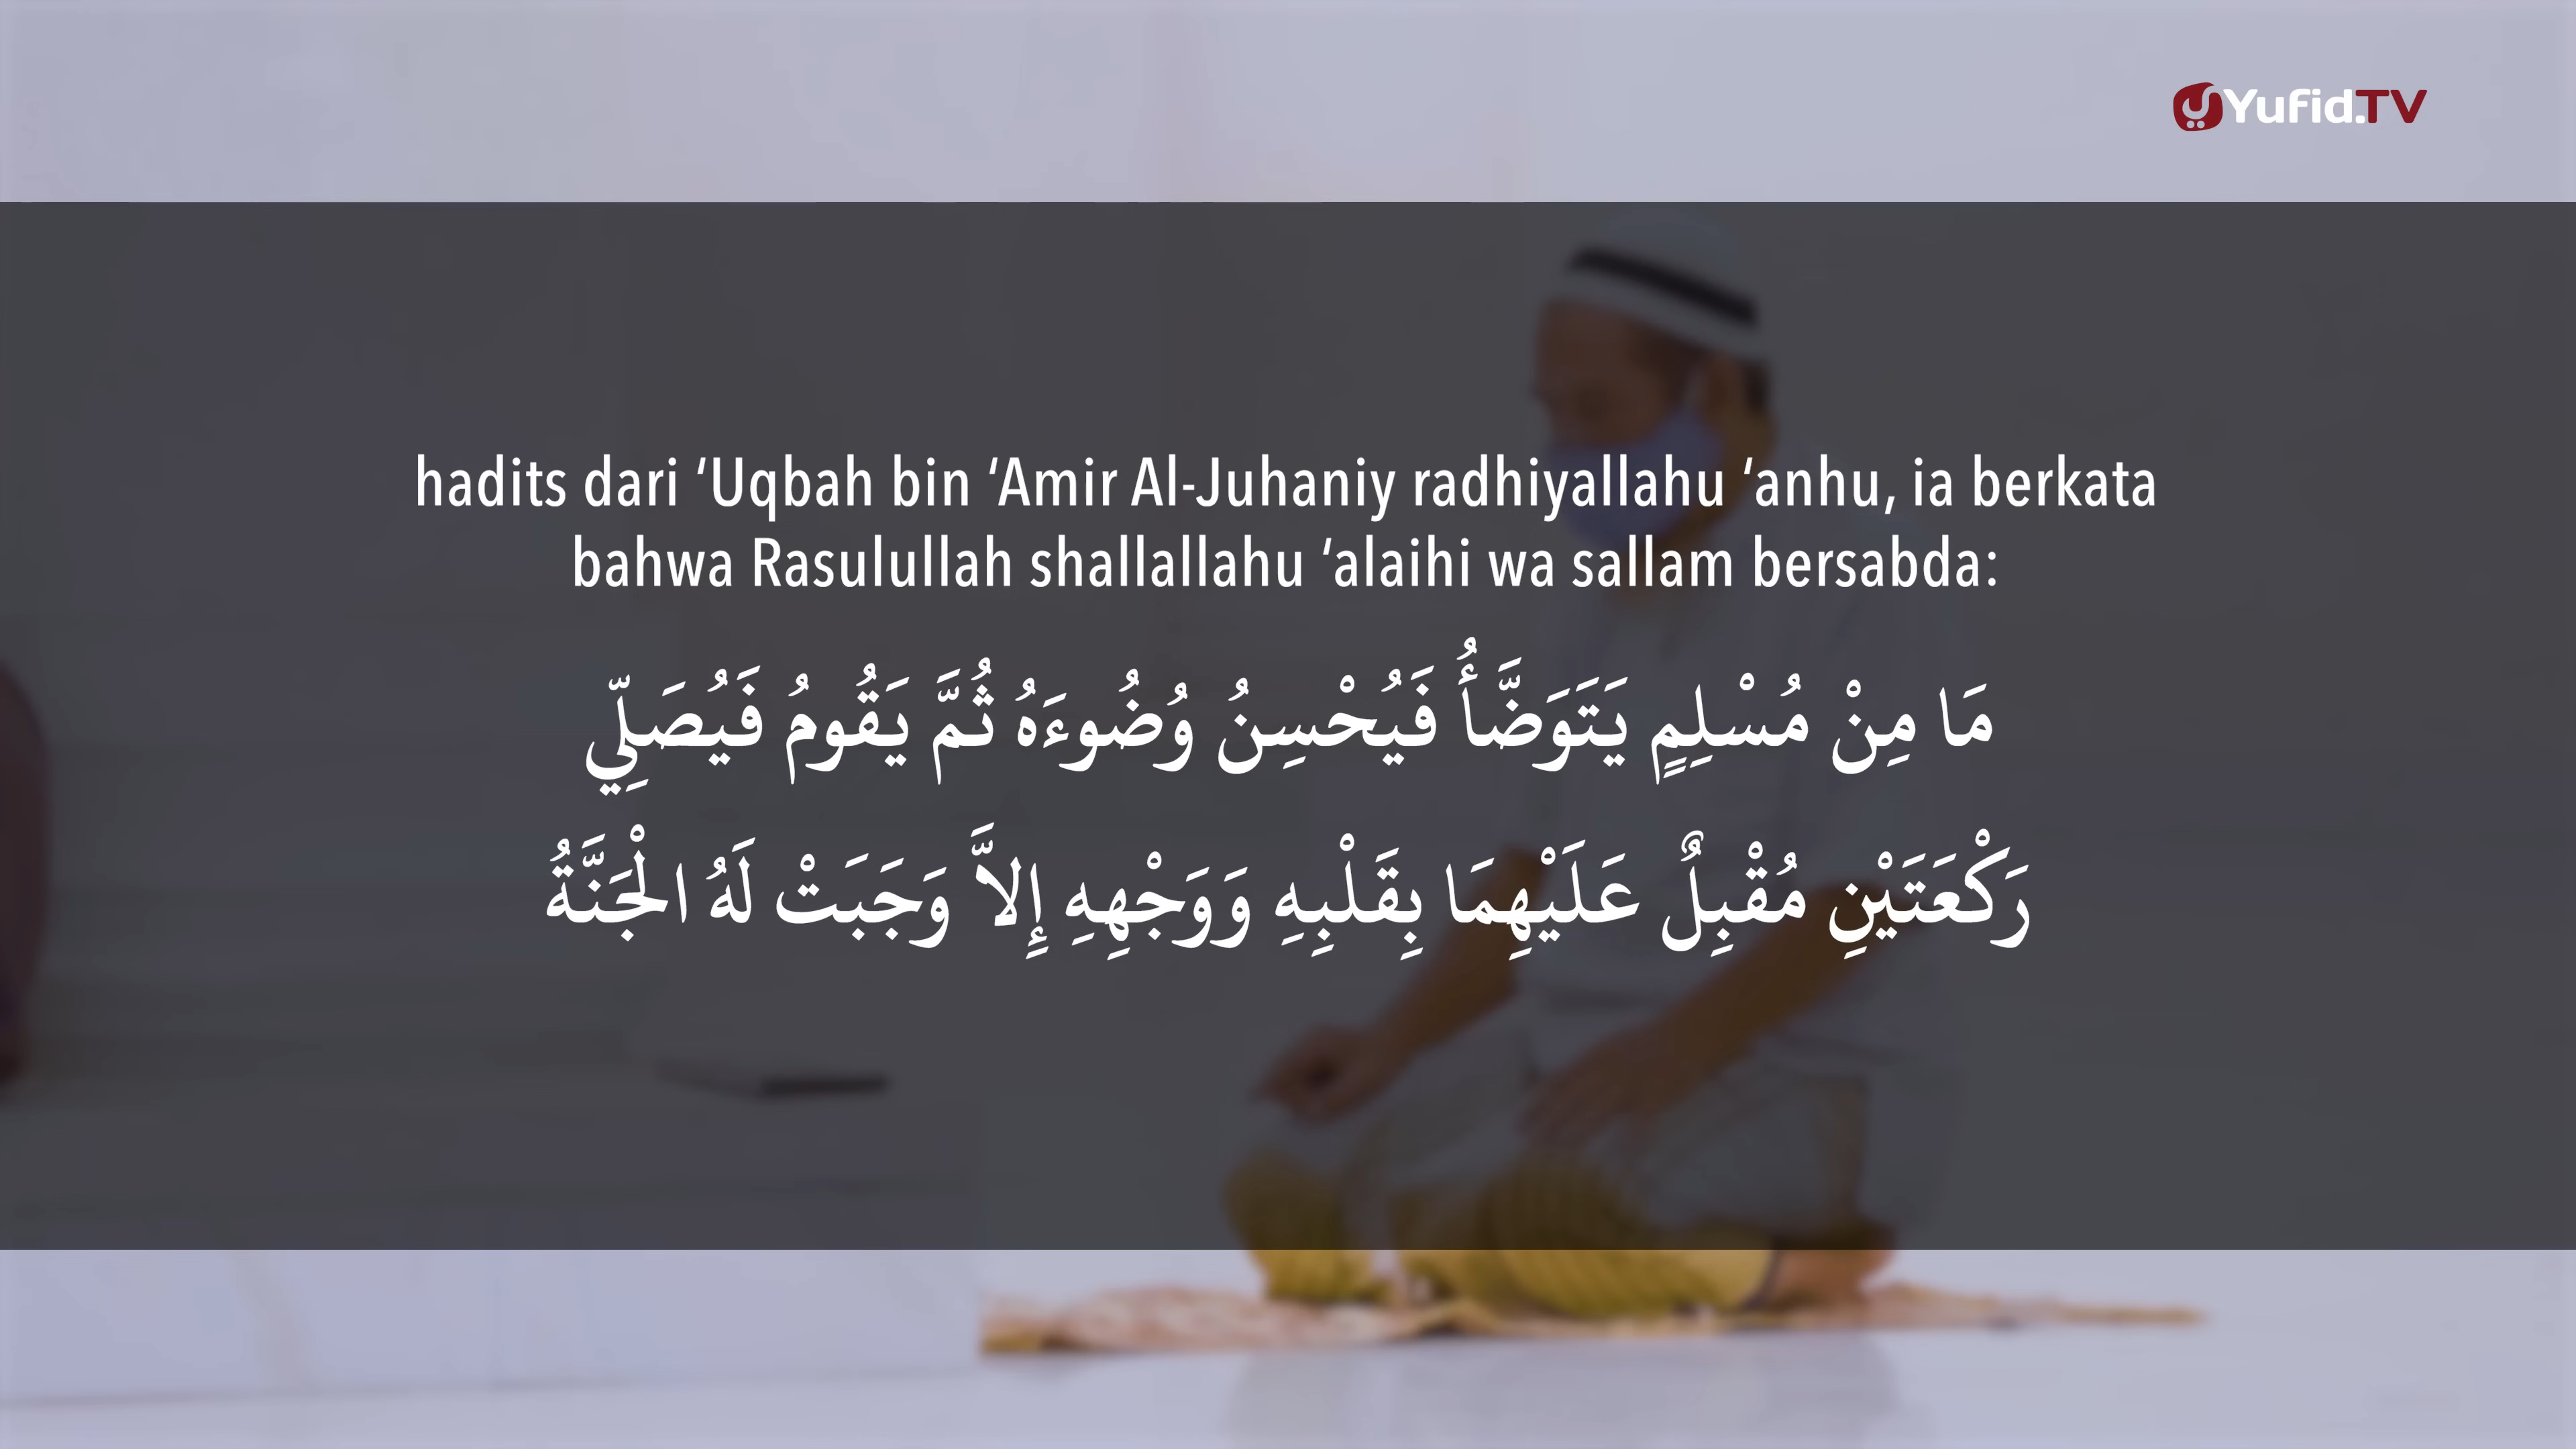 Yufid.TV
hadits dari ‘Uqbah bin ‘Amir Al-Juhaniy radhiyallahu ‘anhu, ia berkata
bahwa Rasulullah shallallahu ‘alaihi wa sallam bersabda:
مَا مِنْ مُسْلِمٍ يَتَوَضَّأُ فَيُحْسِنُ وُضُوءَهُ ثُمَّ يَقُومُ فَيُصَلِّي
رَكْعَتَيْنِ مُقْبِلٌ عَلَيْهِمَا بِقَلْبِهِ وَوَجْهِهِ إِلاَّ وَجَبَتْ لَهُ الْجَنَّةُ